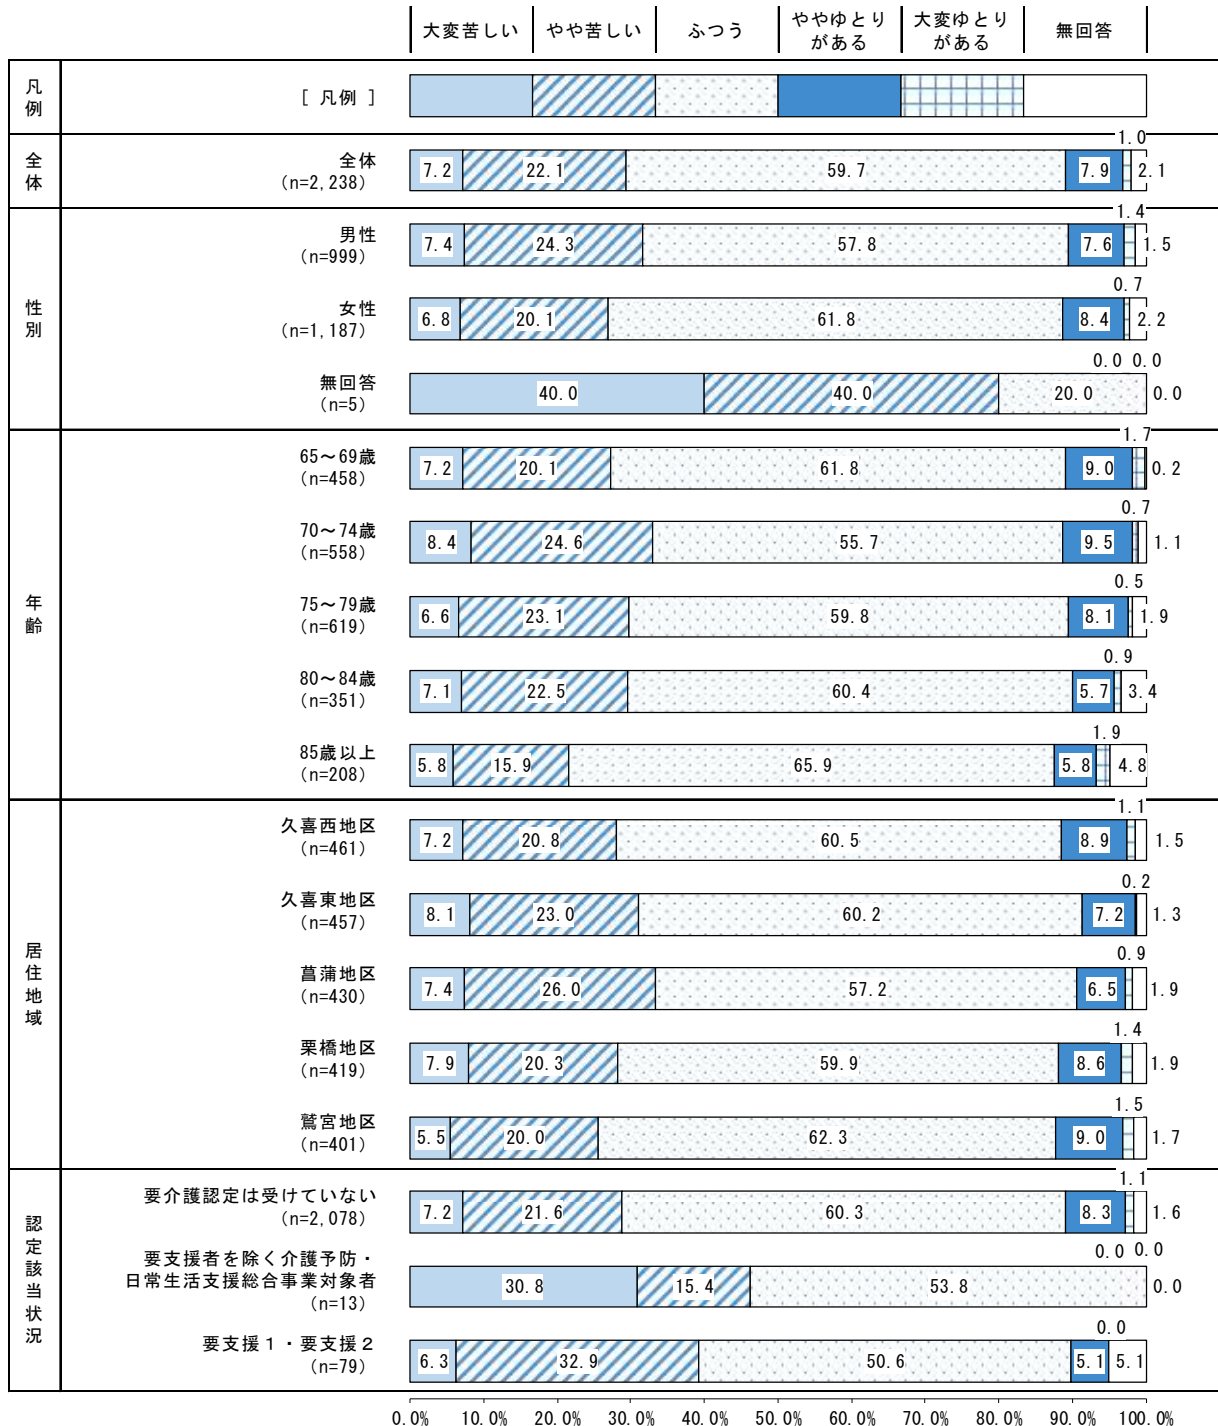 大変苦しい やや苦しい ふつう ややゆとりがある 大変ゆとりがある 無回答
凡例
［ 凡例 ］
全体
全体
(n=2,238)
7.2 22.1 59.7 7.9 1.0 2.1
性別
男性
(n=999)
7.4 24.3 57.8 7.6 1.4 1.5
女性
(n=1,187)
6.8 20.1 61.8 8.4 0.7 2.2
無回答
(n=5)
40.0 40.0 20.0 0.0 0.0 0.0
年齢
65～69歳
(n=458)
7.2 20.1 61.8 9.0 1.7 0.2
70～74歳
(n=558)
8.4 24.6 55.7 9.5 0.7 1.1
75～79歳
(n=619)
6.6 23.1 59.8 8.1 0.5 1.9
80～84歳
(n=351)
7.1 22.5 60.4 5.7 0.9 3.4
85歳以上
(n=208)
5.8 15.9 65.9 5.8 1.9 4.8
居住地域
久喜西地区
(n=461)
7.2 20.8 60.5 8.9 1.1 1.5
久喜東地区
(n=457)
8.1 23.0 60.2 7.2 0.2 1.3
菖蒲地区
(n=430)
7.4 26.0 57.2 6.5 0.9 1.9
栗橋地区
(n=419)
7.9 20.3 59.9 8.6 1.4 1.9
鷲宮地区
(n=401)
5.5 20.0 62.3 9.0 1.5 1.7
認定該当状況
要介護認定は受けていない
(n=2,078)
7.2 21.6 60.3 8.3 1.1 1.6
要支援者を除く介護予防・
日常生活支援総合事業対象者
(n=13)
30.8 15.4 53.8 0.0 0.0 0.0
要支援１・要支援２
(n=79)
6.3 32.9 50.6 5.1 0.0 5.1
0.0% 10.0% 20.0% 30.0% 40.0% 50.0% 60.0% 70.0% 80.0% 90.0% 100.0%